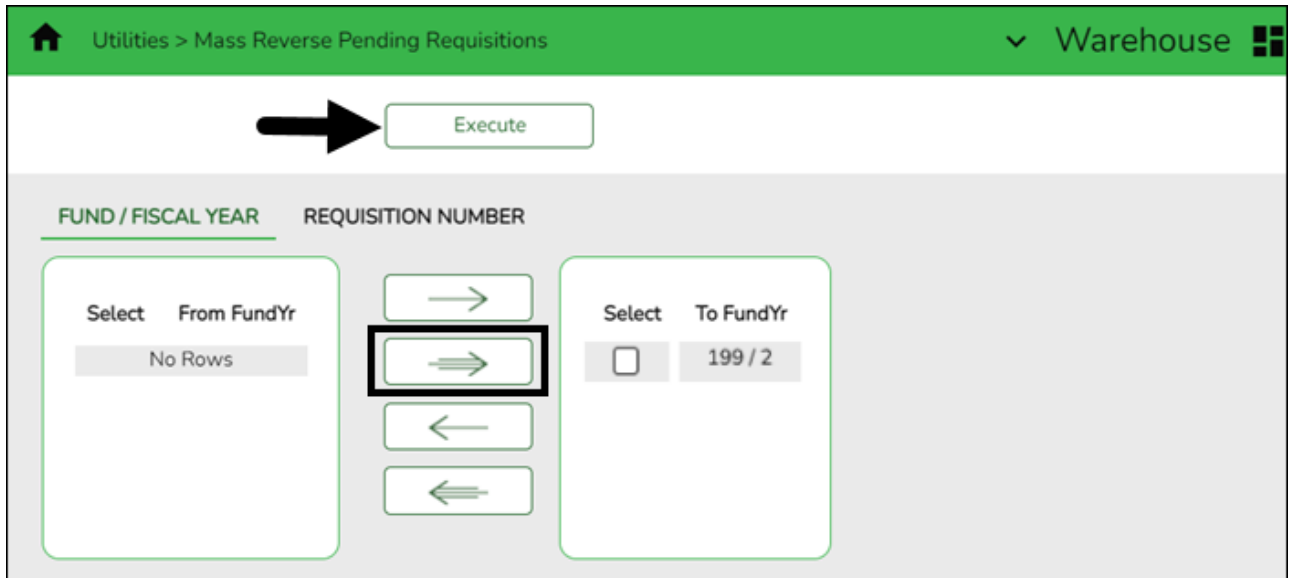 Utilities > Mass Reverse Pending Requisitions Warehouse
Execute
FUND / FISCAL YEAR REQUISITION NUMBER
Select From FundYr
No Rows
Select To FundYr
199 / 2